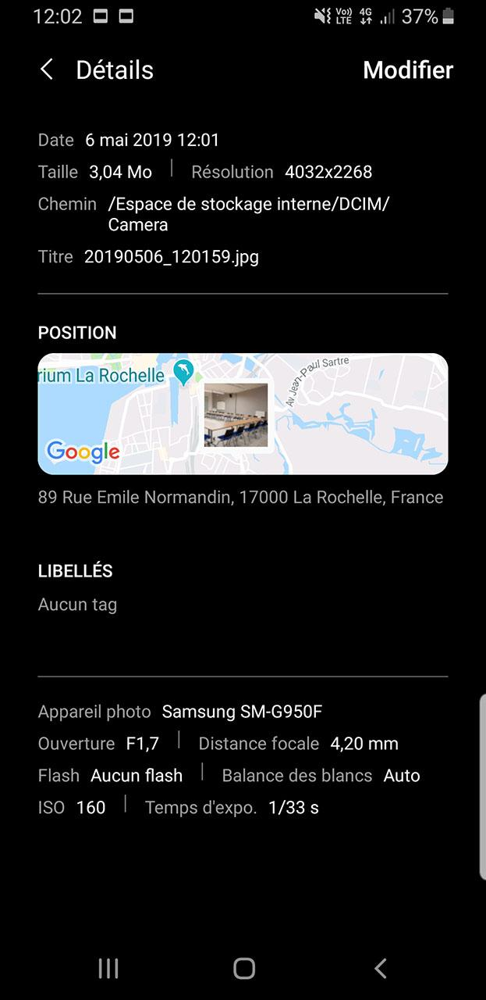 12:02 Vo)) LTE 4G 37%
Détails Modifier
Date 6 mai 2019 12:01
Taille 3,04 Mo | Résolution 4032x2268
Chemin /Espace de stockage interne/DCIM/
Camera
Titre 20190506_120159.jpg
POSITION
rium La Rochelle
Av Jean-Paul Sartre
Google
89 Rue Emile Normandin, 17000 La Rochelle, France
LIBELLÉS
Aucun tag
Appareil photo Samsung SM-G950F
Ouverture F1,7 | Distance focale 4,20 mm
Flash Aucun flash | Balance des blancs Auto
ISO 160 | Temps d'expo. 1/33 s